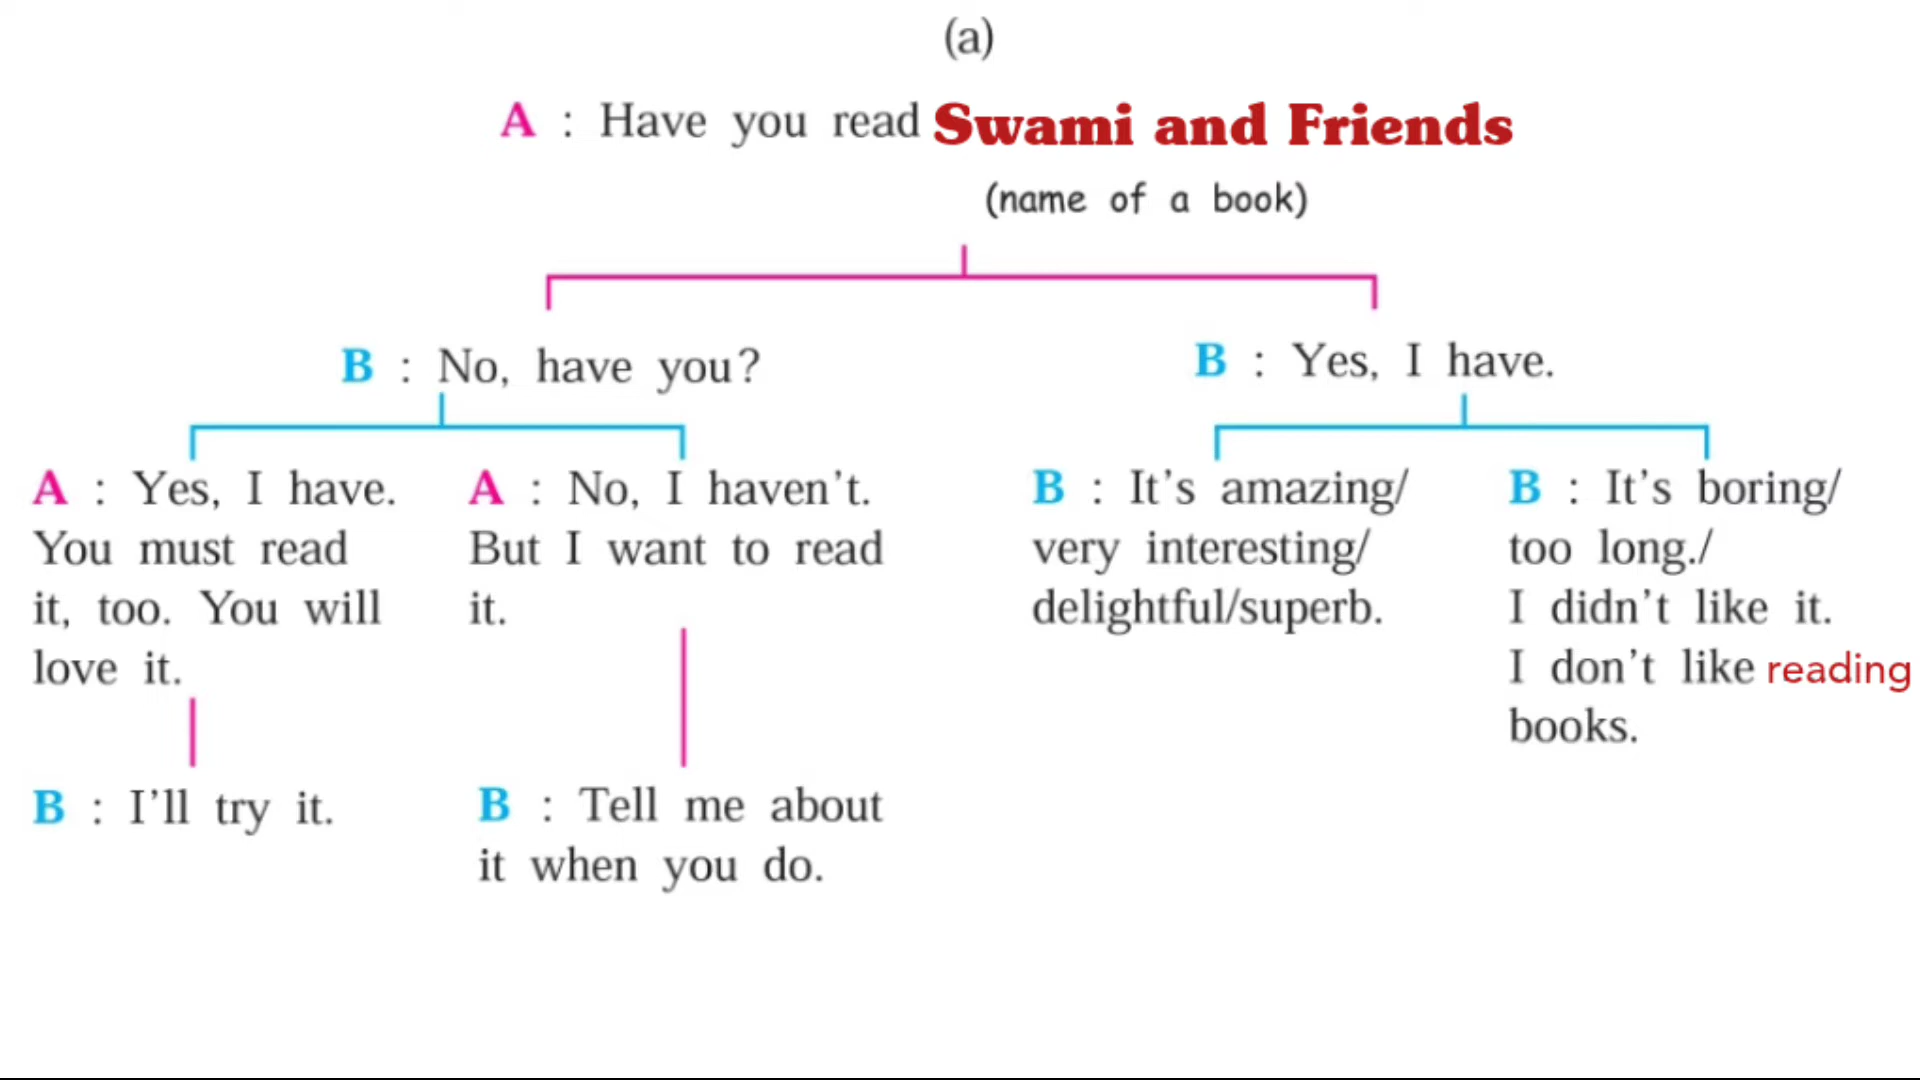 (a)
A : Have you read Swami and Friends
(name of a book)
B : No, have you?
A : Yes, I have.
You must read
it, too. You will
love it.
B : I'll try it.
A : No, I haven't.
But I want to read
it.
B : Tell me about
it when you do.
B : Yes, I have.
B : It's amazing/
very interesting/
delightful/superb.
B : It's boring/
too long./
I didn't like it.
I don't like reading
books.